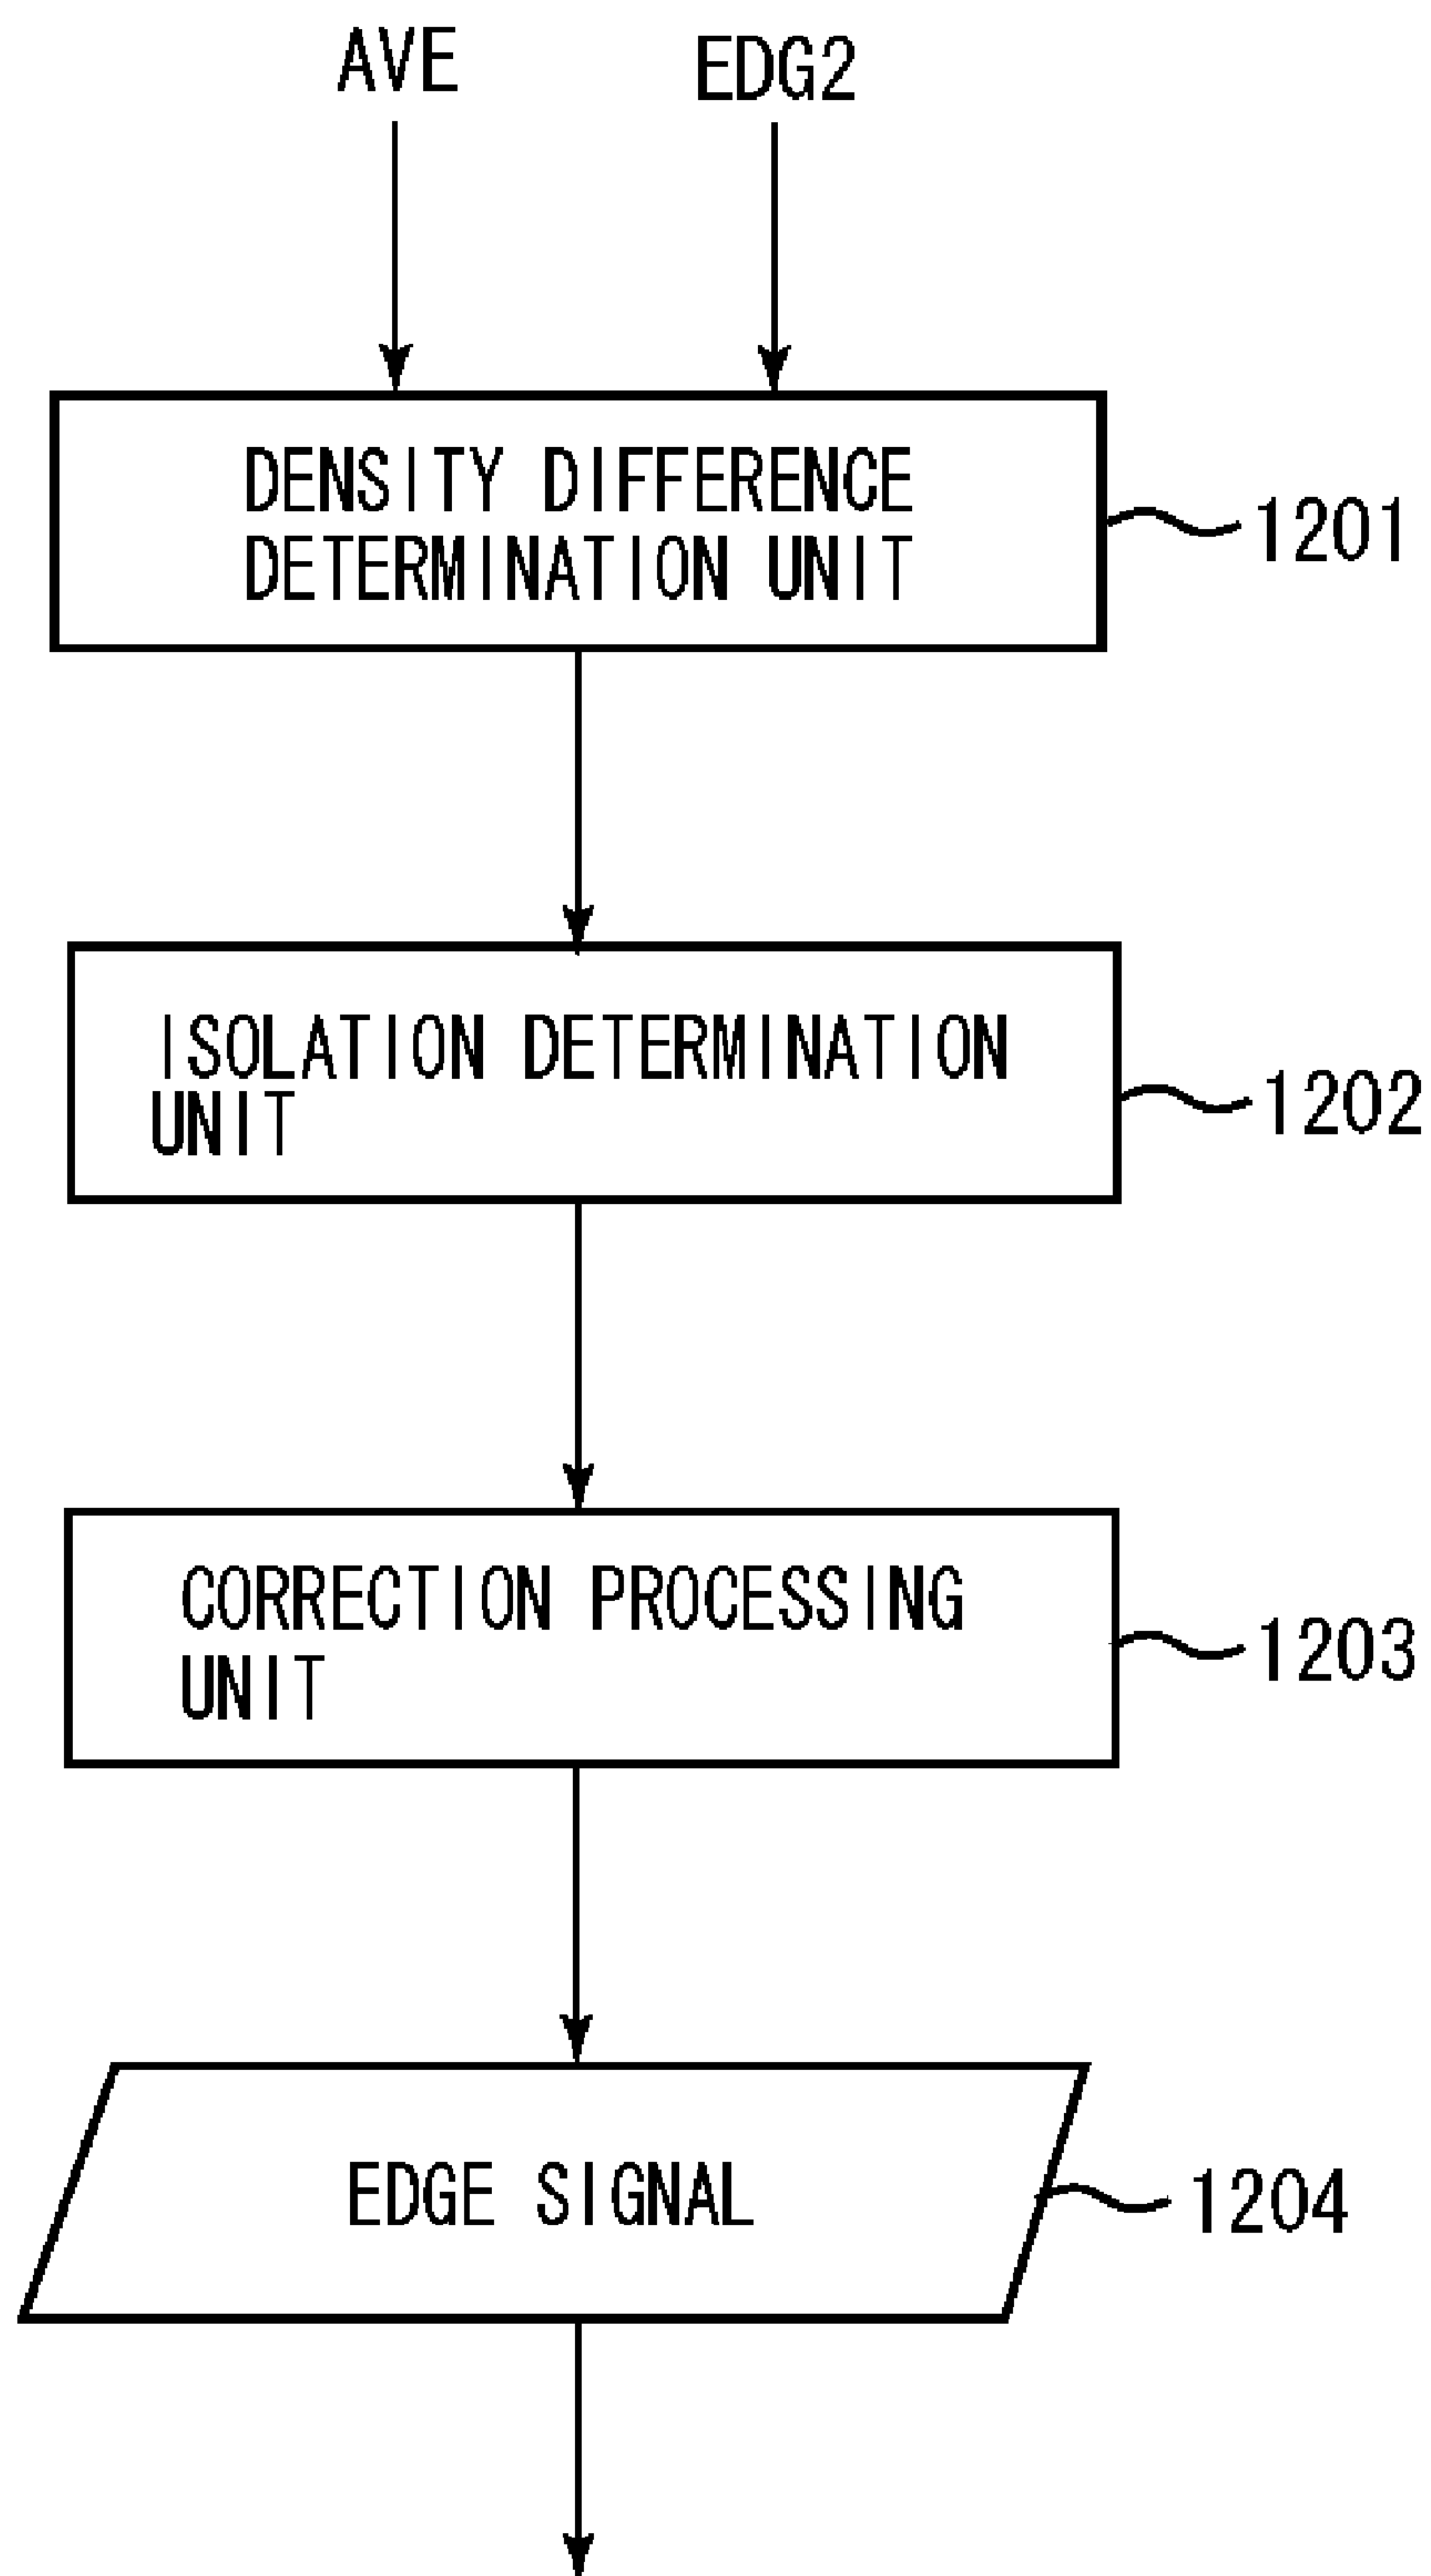 AVE EDG2
DENSITY DIFFERENCE
DETERMINATION UNIT
1201
ISOLATION DETERMINATION
UNIT
1202
CORRECTION PROCESSING
UNIT
1203
EDGE SIGNAL
1204